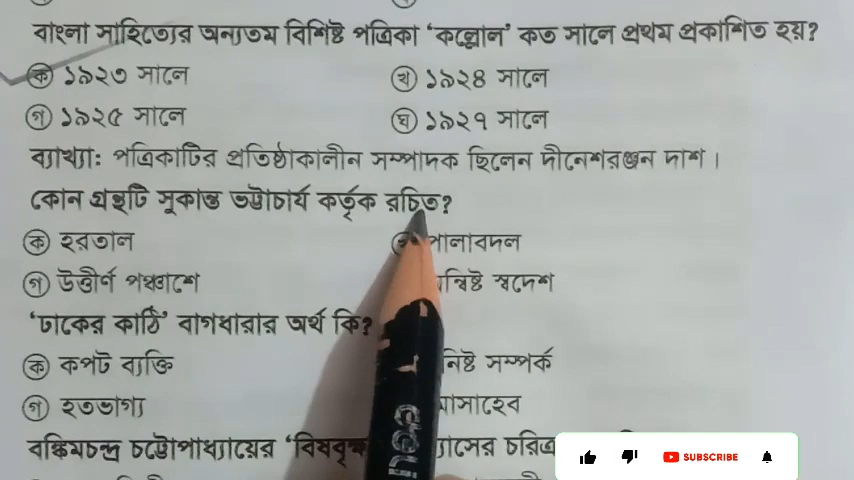 বাংলা সাহিত্যের অন্যতম বিশিষ্ট পত্রিকা ‘কল্লোল’ কত সালে প্রথম প্রকাশিত হয়?
ক ১৯২৩ সালে খ ১৯২৪ সালে
গ ১৯২৫ সালে ঘ ১৯২৭ সালে
ব্যাখ্যা: পত্রিকাটির প্রতিষ্ঠাকালীন সম্পাদক ছিলেন দীনেশরঞ্জন দাশ।
কোন গ্রন্থটি সুকান্ত ভট্টাচার্য কর্তৃক রচিত?
ক হরতাল পালাবদল
গ উত্তীর্ণ পঞ্চাশে স্বদেশ
‘ঢাকের কাঠি’ বাগধারার অর্থ কি?
ক কপট ব্যক্তি সম্পর্ক
গ হতভাগ্য
বঙ্কিমচন্দ্র চট্টোপাধ্যায়ের
SUBSCRIBE